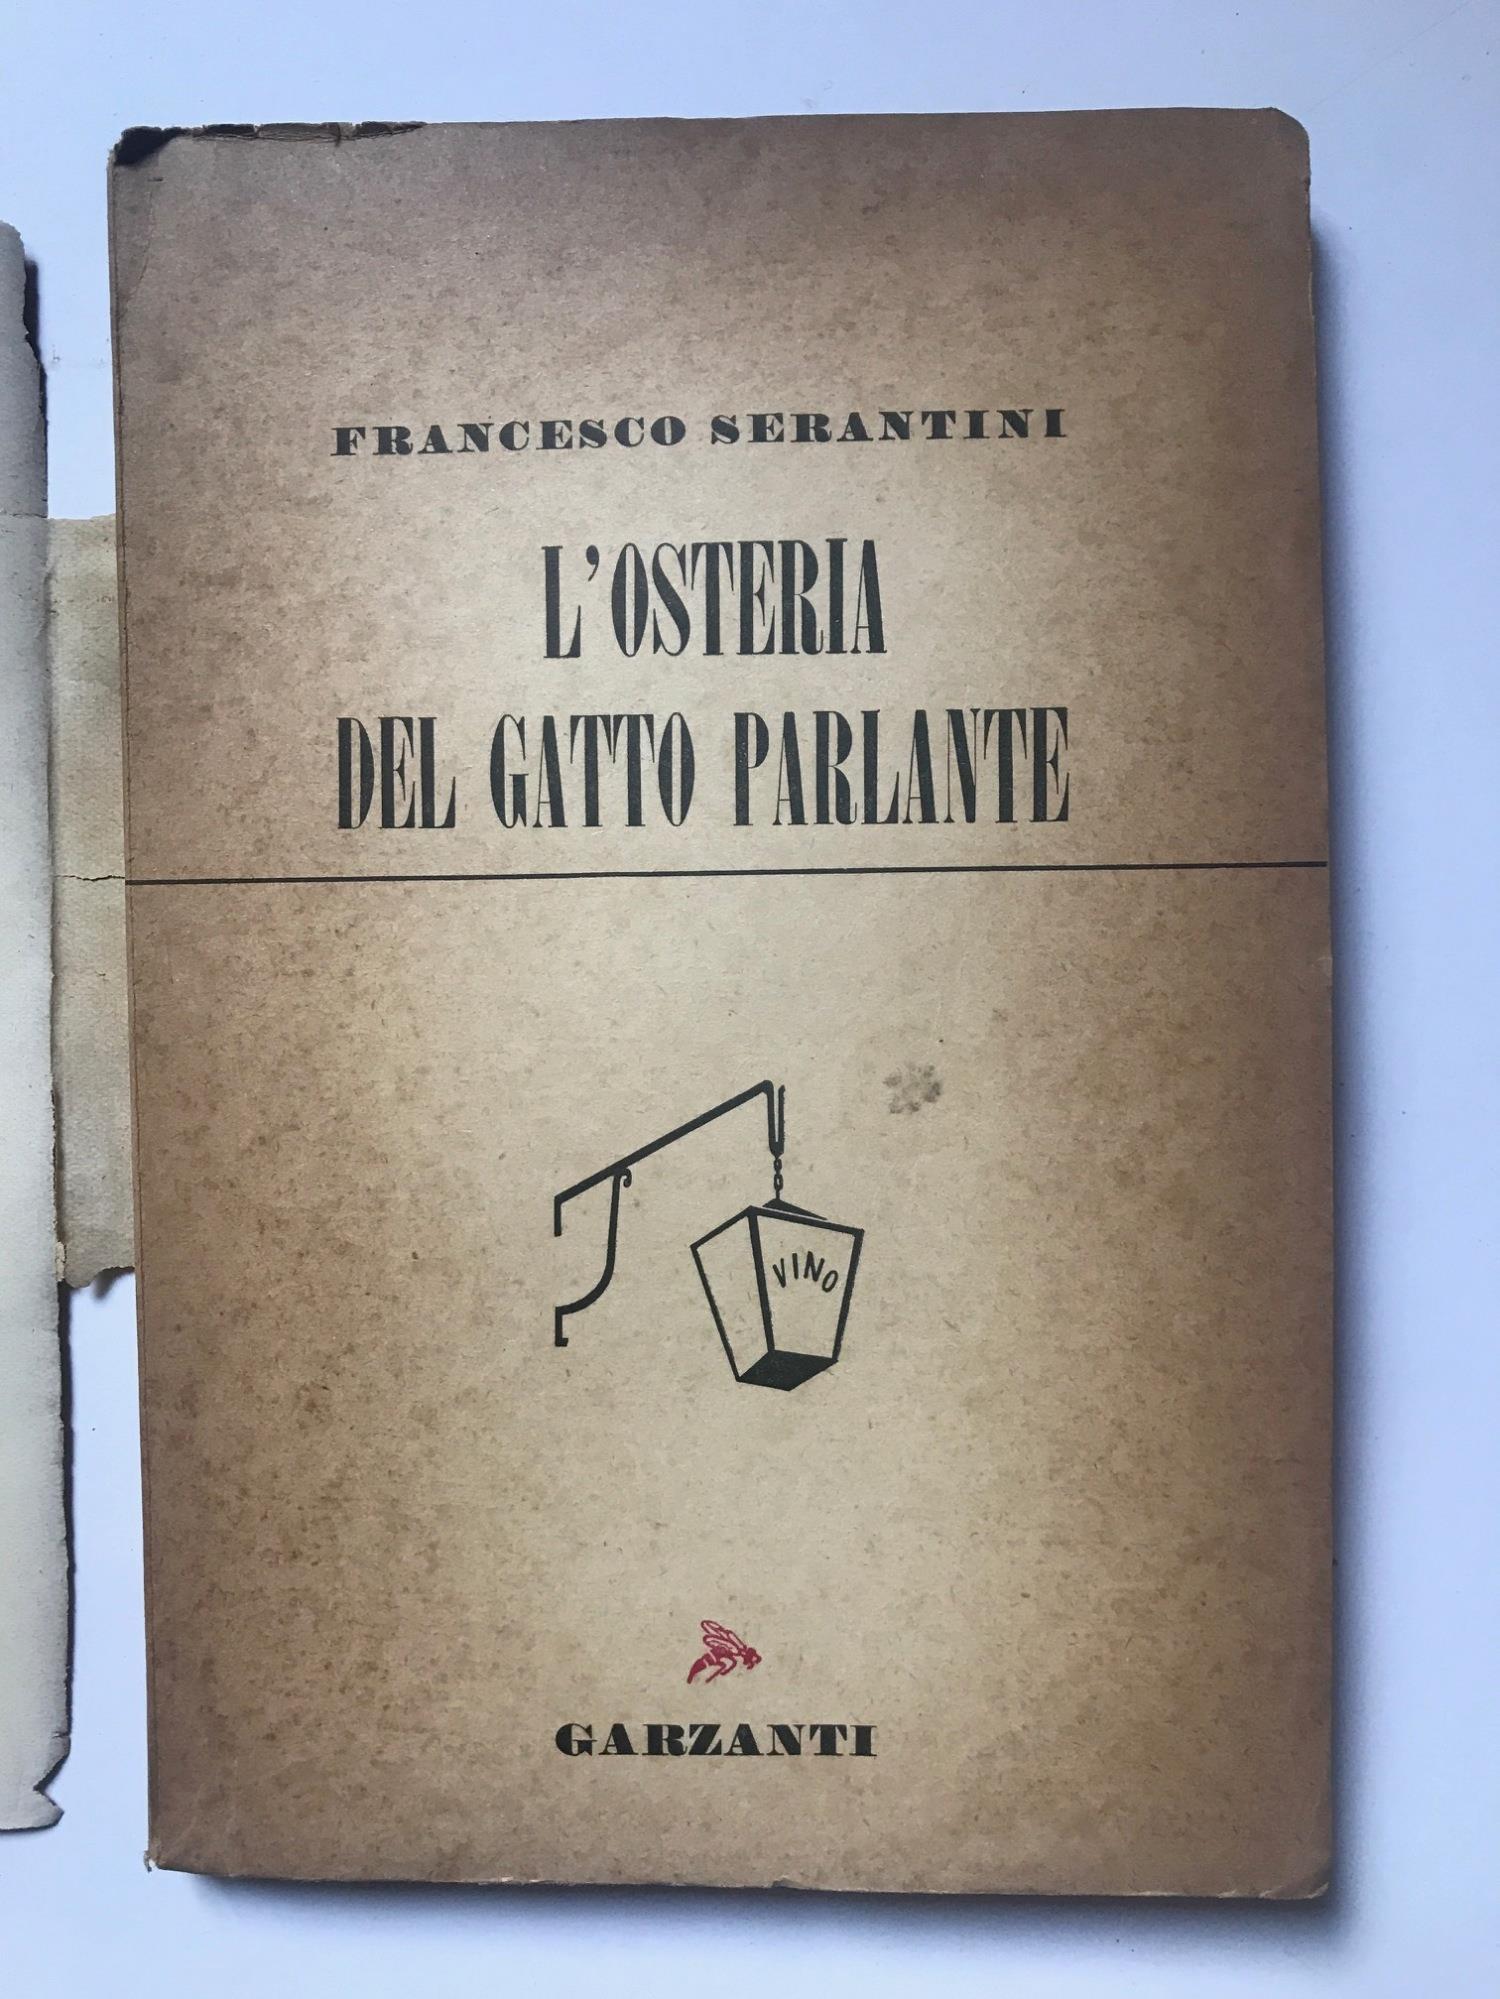 FRANCESCO SERANTINI
L'OSTERIA
DEL GATTO PARLANTE
VINO
GARZANTI